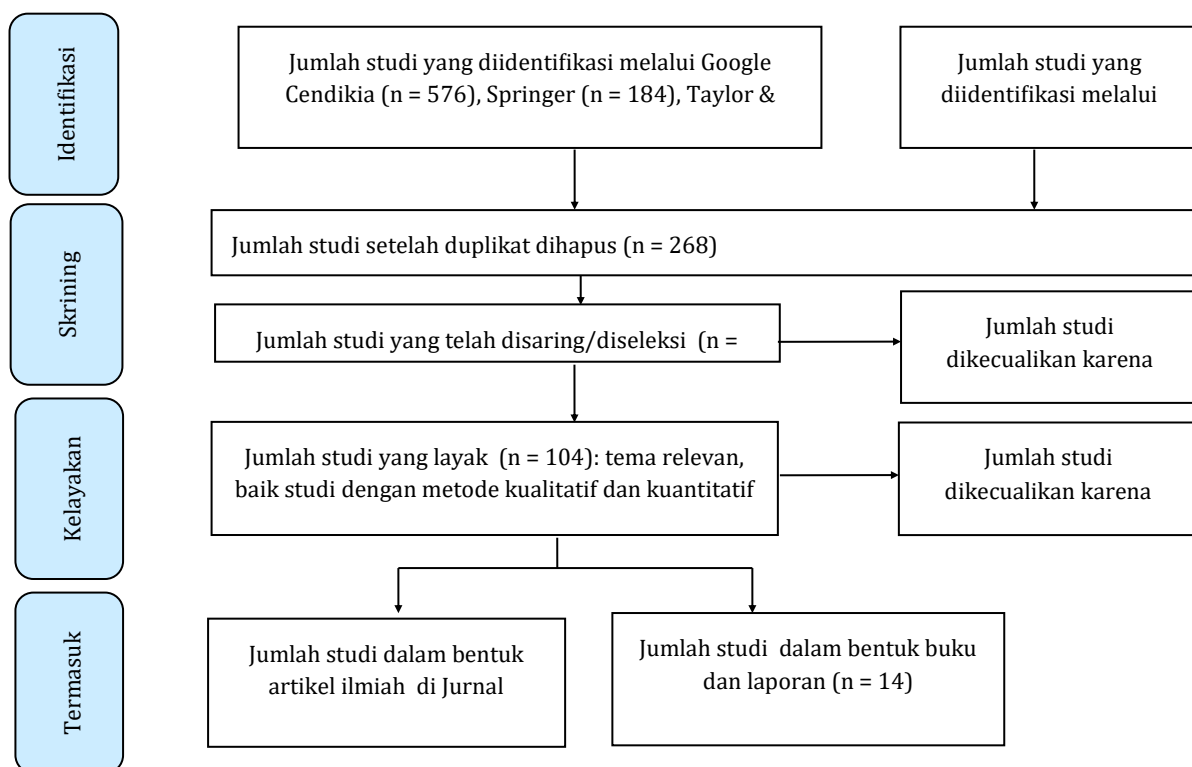 Identifikasi
Jumlah studi yang diidentifikasi melalui Google
Cendikia (n = 576), Springer (n = 184), Taylor &
Jumlah studi yang
diidentifikasi melalui
Skrining
Jumlah studi setelah duplikat dihapus (n = 268)
Jumlah studi yang telah disaring/diseleksi (n =
Jumlah studi
dikecualikan karena
Kelayakan
Jumlah studi yang layak (n = 104): tema relevan,
baik studi dengan metode kualitatif dan kuantitatif
Jumlah studi
dikecualikan karena
Termasuk
Jumlah studi dalam bentuk
artikel ilmiah di Jurnal
Jumlah studi dalam bentuk buku
dan laporan (n = 14)